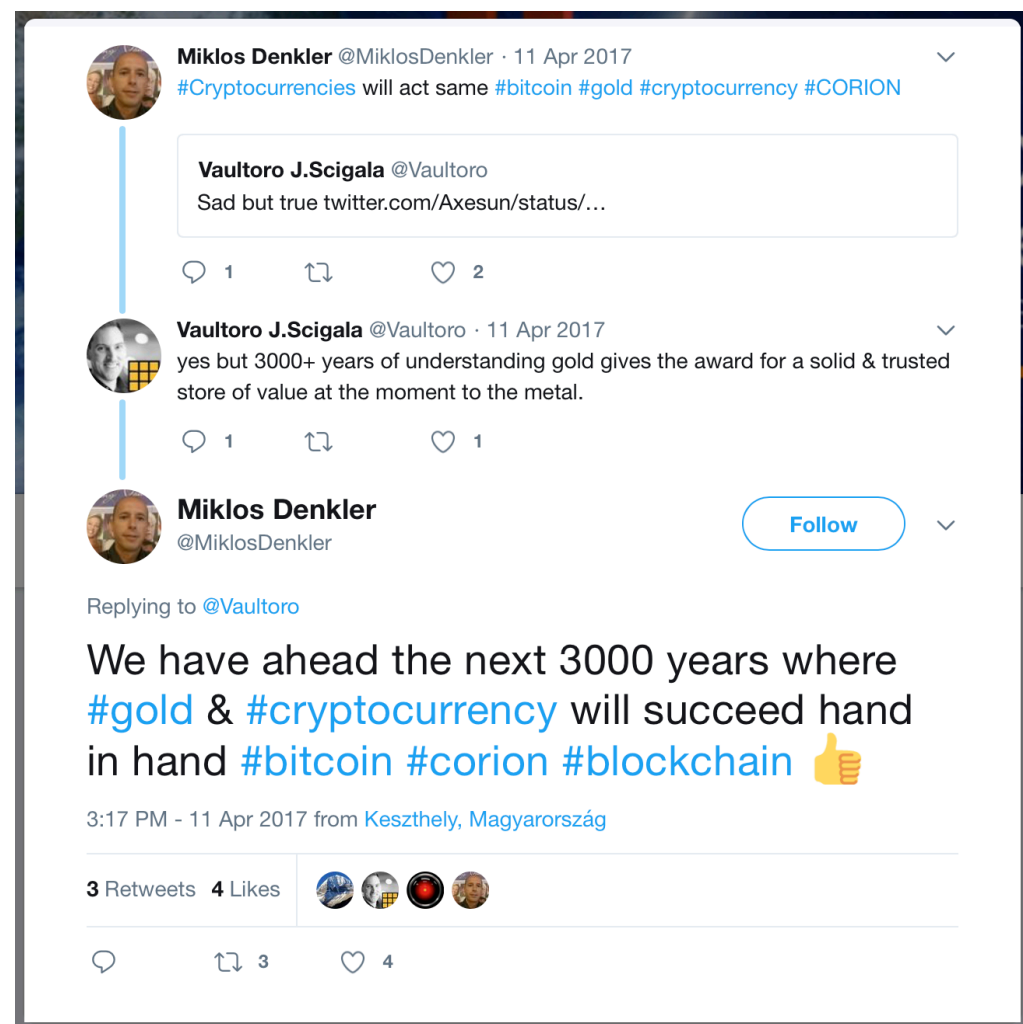 Miklos Denkler @MiklosDenkler · 11 Apr 2017
#Cryptocurrencies will act same #bitcoin #gold #cryptocurrency #CORION
Vaultoro J.Scigala @Vaultoro
Sad but true twitter.com/Axesun/status/…
1 2
Vaultoro J.Scigala @Vaultoro · 11 Apr 2017
yes but 3000+ years of understanding gold gives the award for a solid & trusted
store of value at the moment to the metal.
1 1
Miklos Denkler
@MiklosDenkler
Follow
Replying to @Vaultoro
We have ahead the next 3000 years where
#gold & #cryptocurrency will succeed hand
in hand #bitcoin #corion #blockchain 👍
3:17 PM - 11 Apr 2017 from Keszthely, Magyarország
3 Retweets 4 Likes
3 4